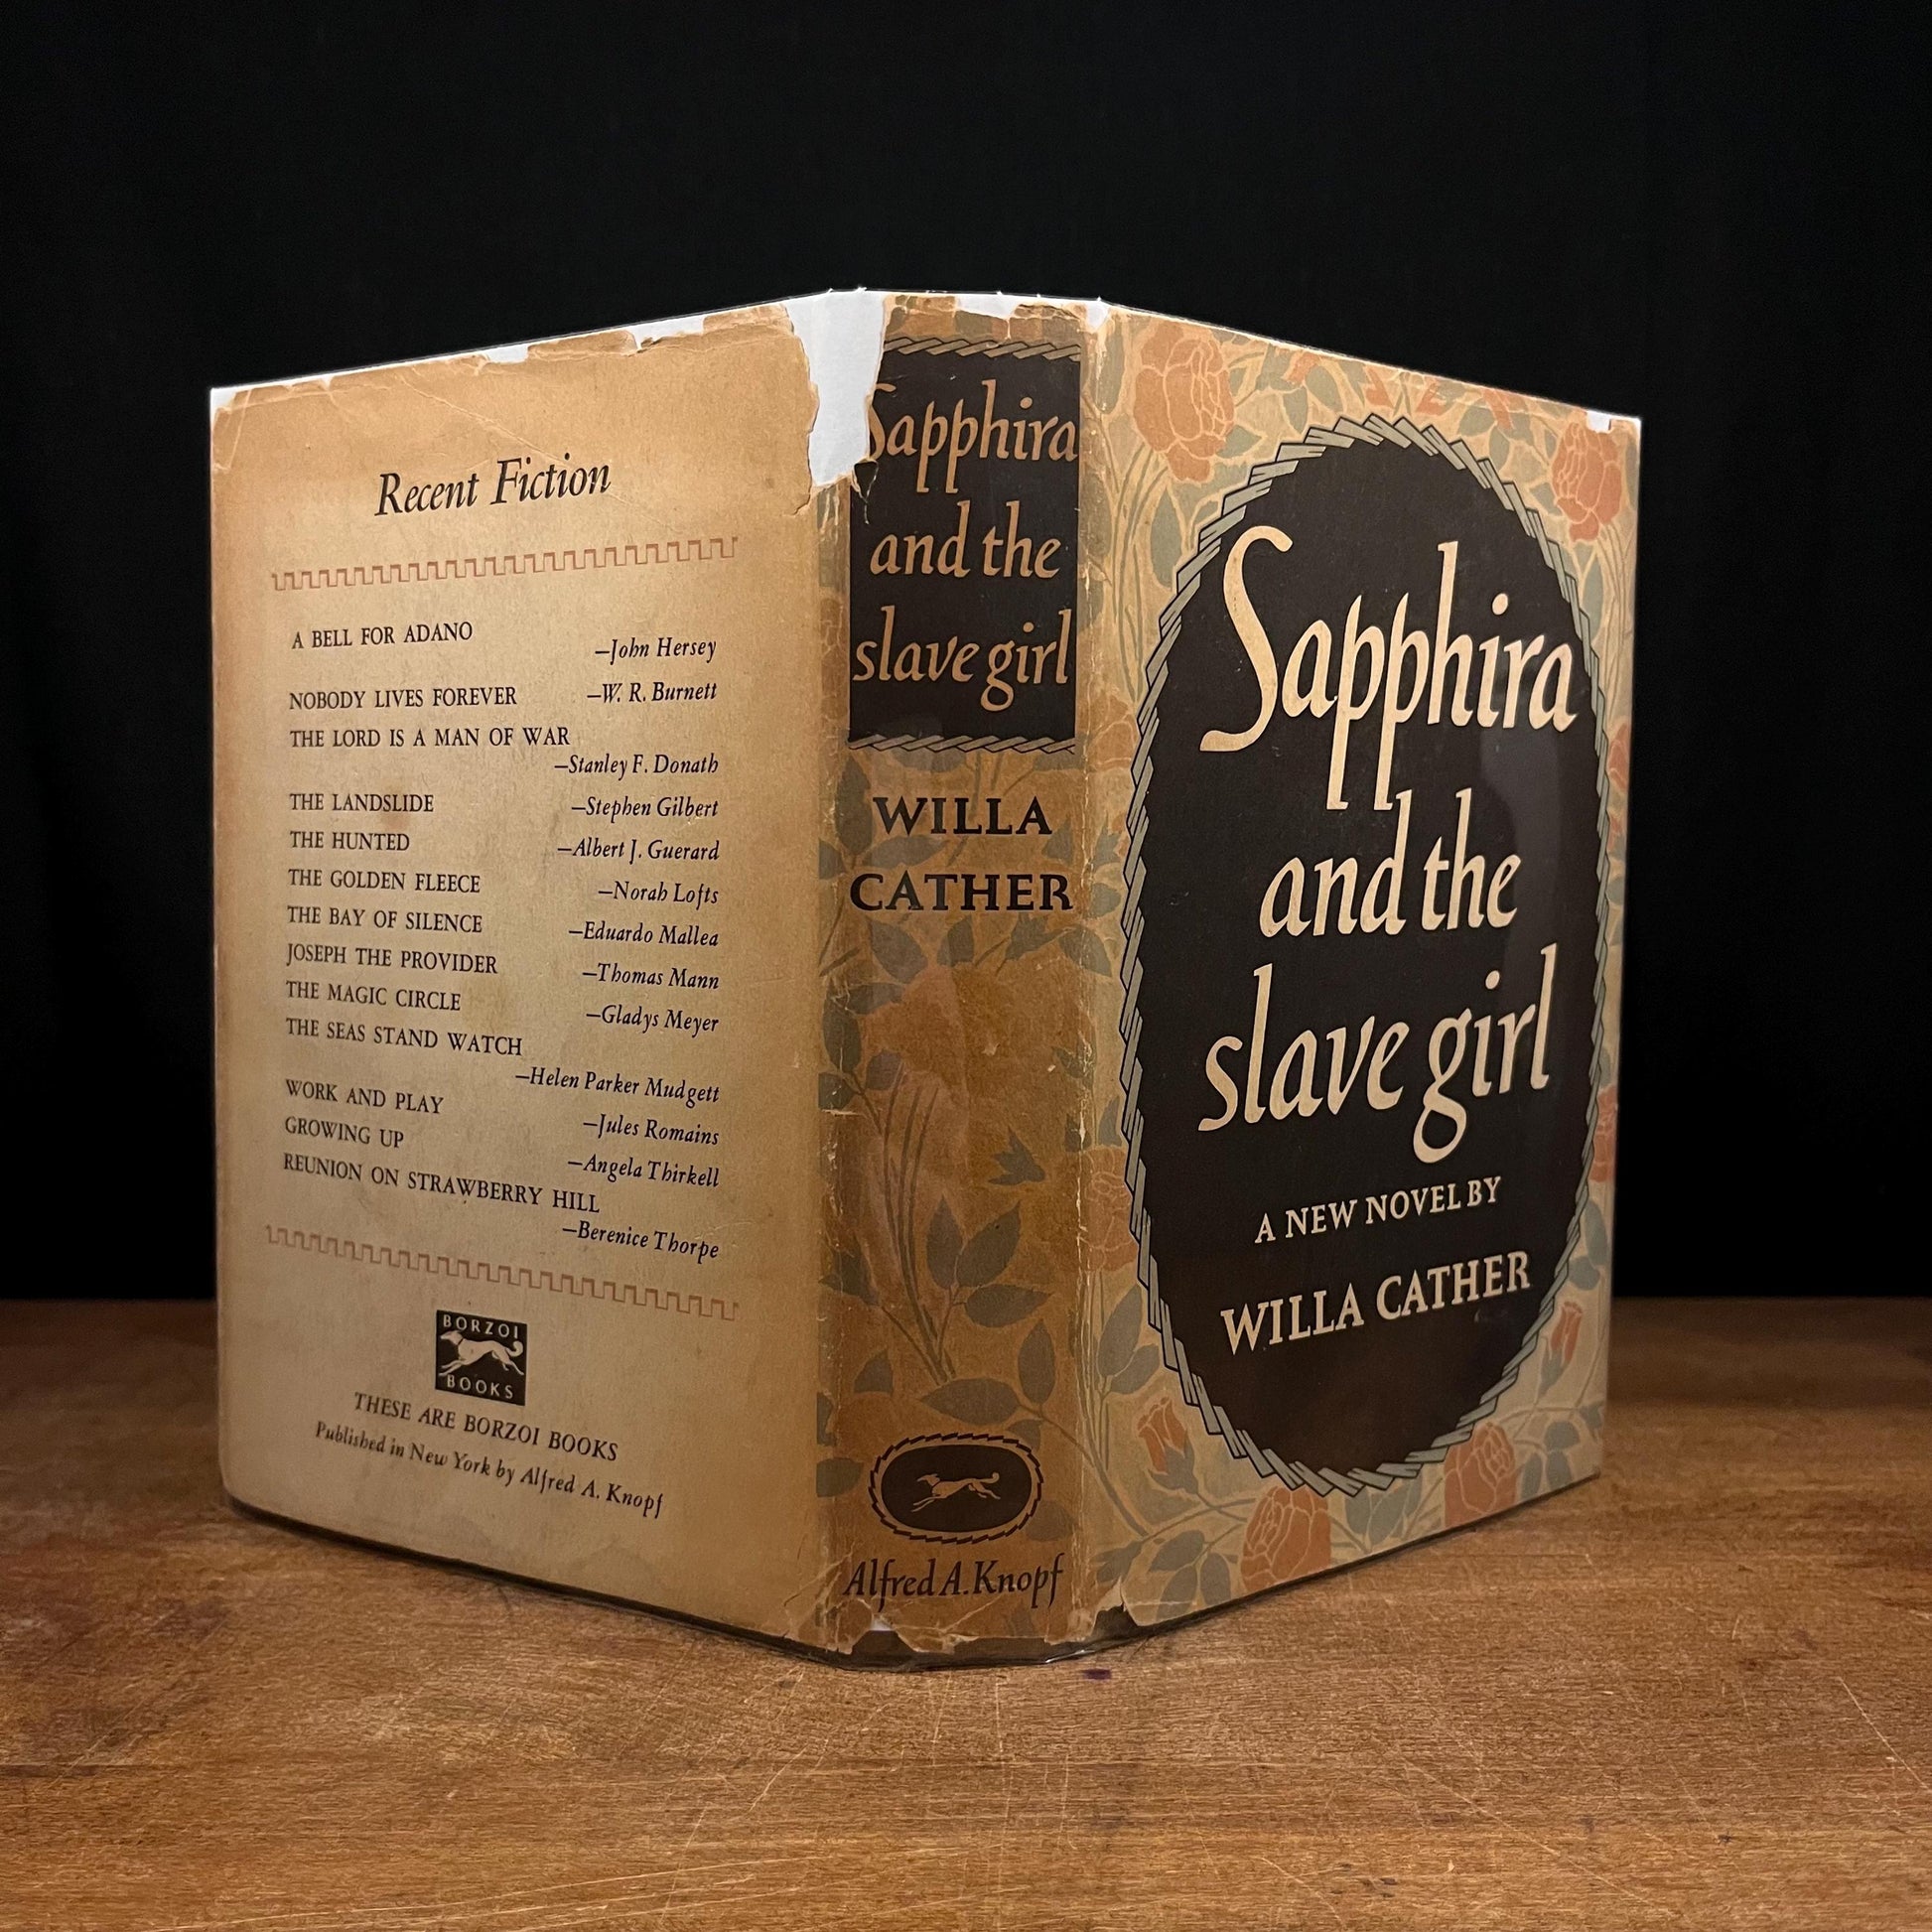 Recent Fiction
A BELL FOR ADANO
—John Hersey
NOBODY LIVES FOREVER —W. R. Burnett
THE LORD IS A MAN OF WAR
—Stanley F. Donath
THE LANDSLIDE —Stephen Gilbert
THE HUNTED —Albert J. Guerard
THE GOLDEN FLEECE —Norah Lofts
THE BAY OF SILENCE —Eduardo Mallea
JOSEPH THE PROVIDER —Thomas Mann
THE MAGIC CIRCLE —Gladys Meyer
THE SEAS STAND WATCH
—Helen Parker Mudgett
WORK AND PLAY —Jules Romains
GROWING UP —Angela Thirkell
REUNION ON STRAWBERRY HILL
—Berenice Thorpe
BORZOI
BOOKS
THESE ARE BORZOI BOOKS
Published in New York by Alfred A. Knopf
Sapphira
and the
slave girl
WILLA
CATHER
Alfred A. Knopf
Sapphira
and the
slave girl
A NEW NOVEL BY
WILLA CATHER